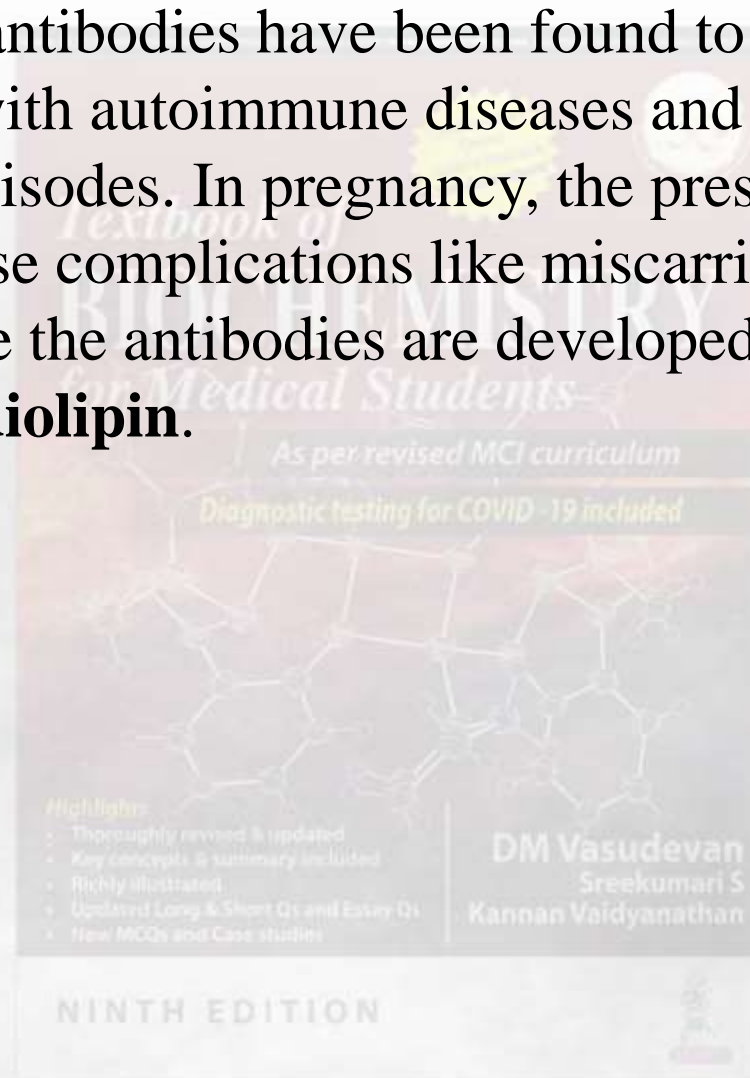 antibodies have been found to
with autoimmune diseases and
isodes. In pregnancy, the pres
se complications like miscarri
e the antibodies are developed
iolipin.
Textbook of
BIOCHEMISTRY
for Medical Students
As per revised MCI curriculum
Diagnostic testing for COVID -19 included
Highlights
• Thoroughly revised & updated
• Key concepts & summary included
• Richly illustrated
• Updated Long & Short Qs and Essay Qs
• New MCQs and Case studies
DM Vasudevan
Sreekumari S
Kannan Vaidyanathan
NINTH EDITION